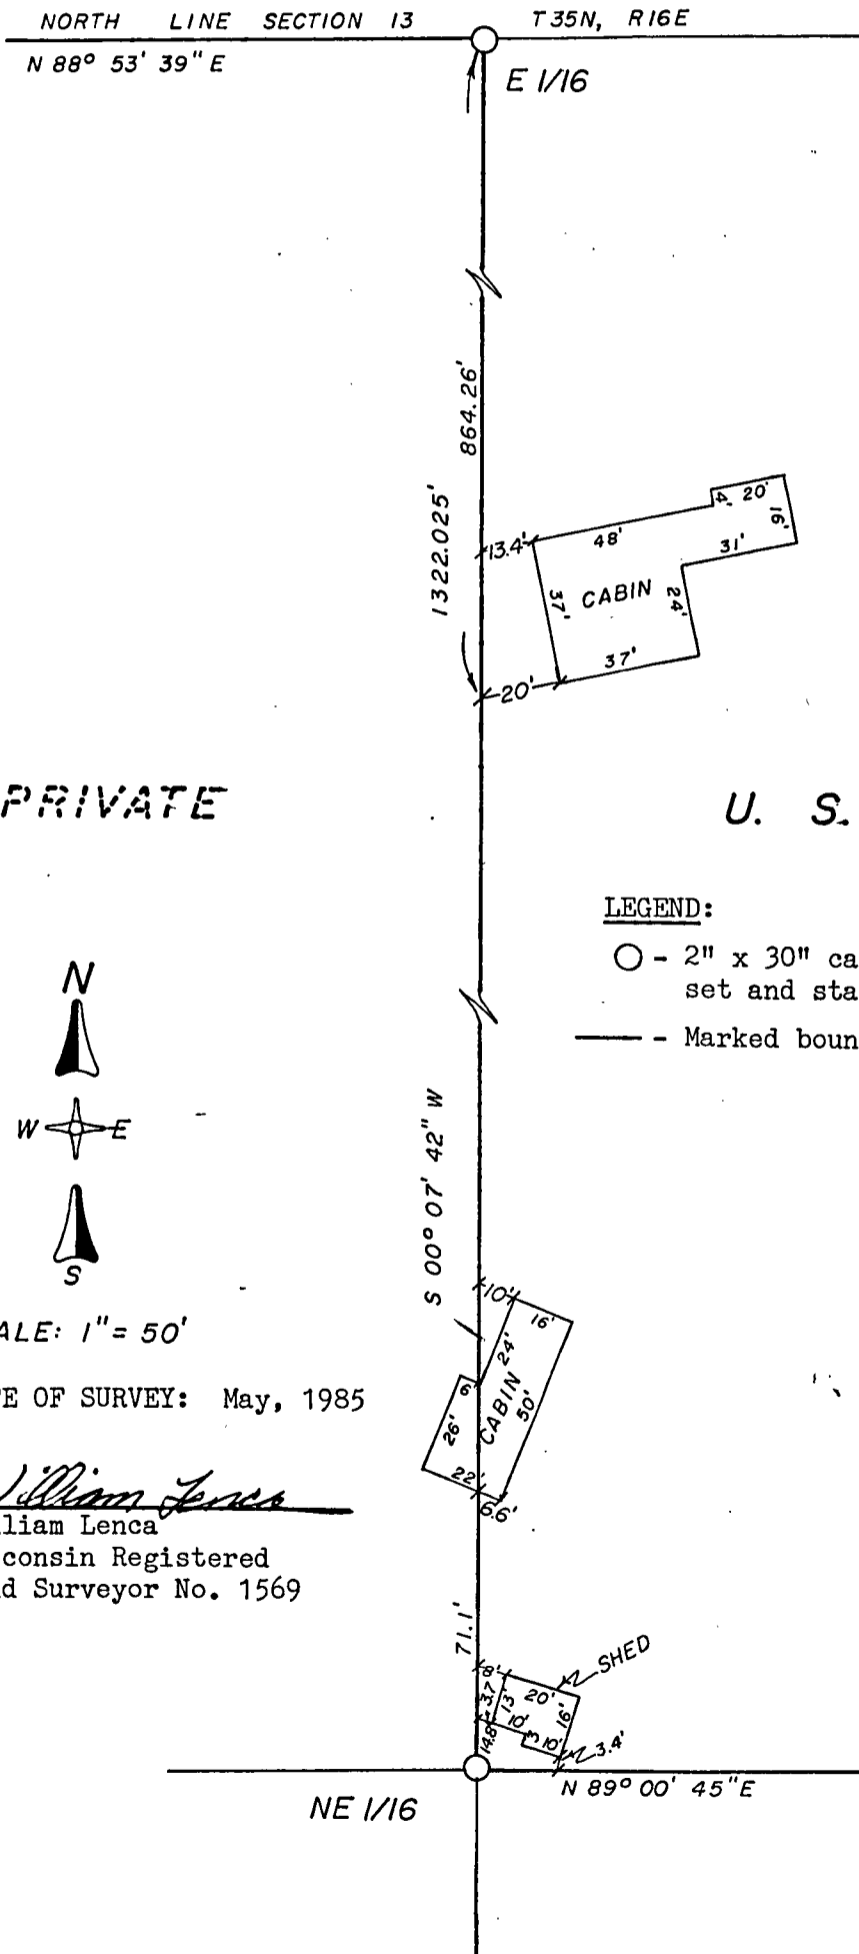 NORTH LINE SECTION 13 T35N, R16E
N 88° 53' 39" E
E 1/16
864.26'
1322.025'
13.4'
48'
4'
20'
16'
31'
37'
CABIN
24'
37'
20'
PRIVATE
U. S.
LEGEND:
○ - 2" x 30" ca
set and sta
—— - Marked boun
N
W E
S
S 00° 07' 42" W
ALE: 1" = 50'
10'
16'
24'
6'
CABIN
50'
26'
22'
6.6'
E OF SURVEY: May, 1985
William Lenca
lliam Lenca
consin Registered
d Surveyor No. 1569
71.1'
8'
SHED
3.7
13'
20'
16'
10'
3
10'
14.8'
3.4'
N 89° 00' 45" E
NE 1/16